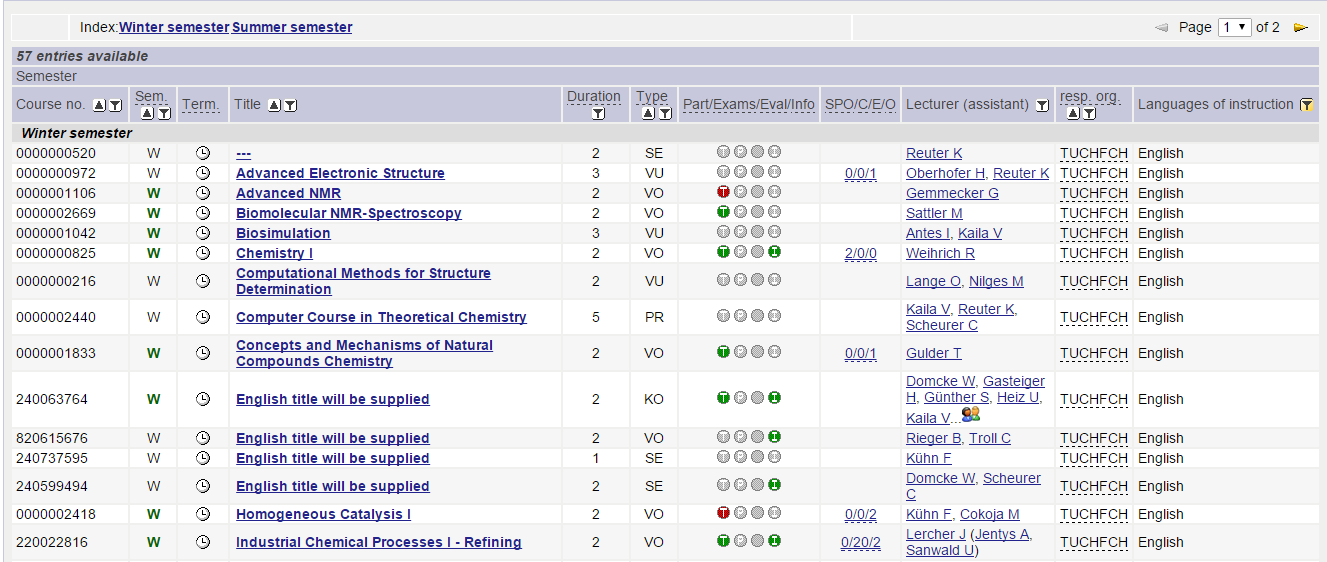 Index:Winter semester Summer semester Page 1 of 2
57 entries available
Semester
Course no. Sem. Term. Title Duration Type Part/Exams/Eval/Info SPO/C/E/O Lecturer (assistant) resp. org. Languages of instruction
Winter semester
0000000520 W --- 2 SE T P I Reuter K TUCHFCH English
0000000972 W Advanced Electronic Structure 3 VU T P I 0/0/1 Oberhofer H, Reuter K TUCHFCH English
0000001106 W Advanced NMR 2 VO T P I Gemmecker G TUCHFCH English
0000002669 W Biomolecular NMR-Spectroscopy 2 VO T P I Sattler M TUCHFCH English
0000001042 W Biosimulation 3 VU T P I Antes I, Kaila V TUCHFCH English
0000000825 W Chemistry I 2 VO T P I 2/0/0 Weihrich R TUCHFCH English
Computational Methods for Structure
0000000216 W Determination 2 VU T P I Lange O, Nilges M TUCHFCH English
0000002440 W Computer Course in Theoretical Chemistry 5 PR T P I Kaila V, Reuter K,
Scheurer C TUCHFCH English
Concepts and Mechanisms of Natural
0000001833 W Compounds Chemistry 2 VO T P I 0/0/1 Gulder T TUCHFCH English
Domcke W, Gasteiger
240063764 W English title will be supplied 2 KO T P I H, Günther S, Heiz U, TUCHFCH English
Kaila V...
820615676 W English title will be supplied 2 VO T P I Rieger B, Troll C TUCHFCH English
240737595 W English title will be supplied 1 SE T P I Kühn F TUCHFCH English
240599494 W English title will be supplied 2 SE T P I Domcke W, Scheurer
C TUCHFCH English
0000002418 W Homogeneous Catalysis I 2 VO T P I 0/0/2 Kühn F, Cokoja M TUCHFCH English
220022816 W Industrial Chemical Processes I - Refining 2 VO T P I 0/20/2 Lercher J (Jentys A,
Sanwald U) TUCHFCH English